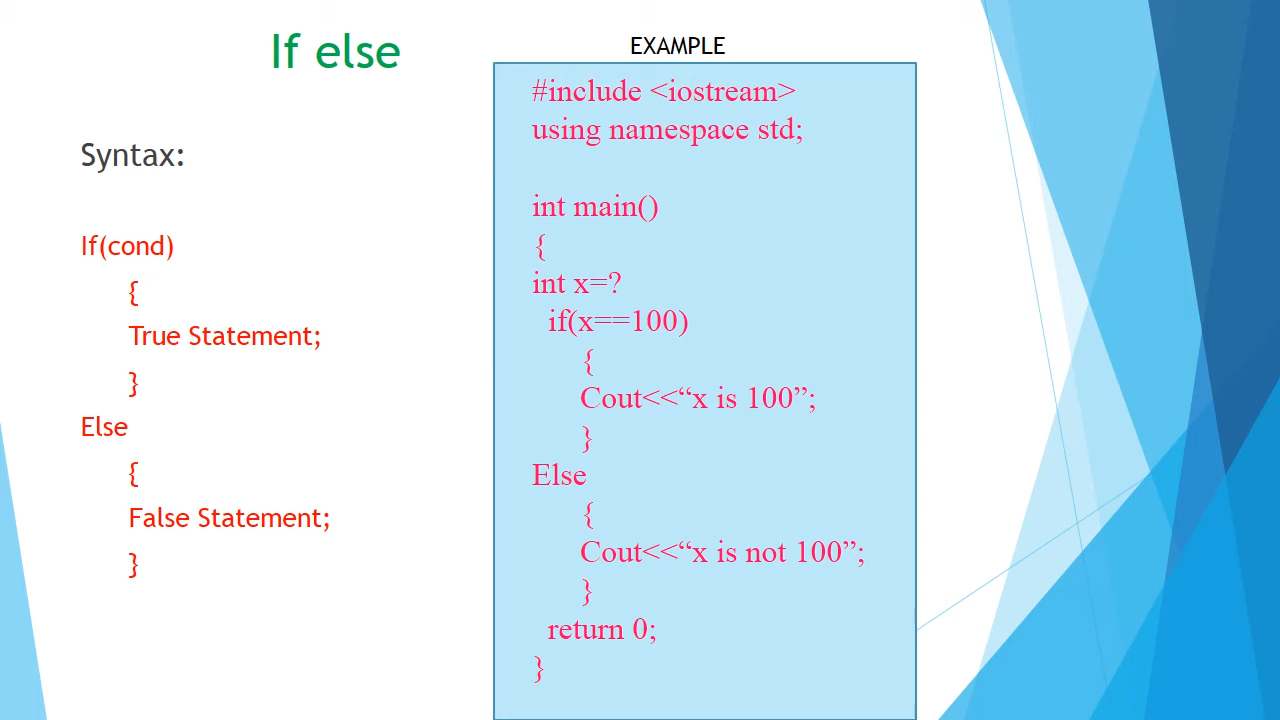 If else
Syntax:
If(cond)
{
True Statement;
}
Else
{
False Statement;
}
EXAMPLE
#include <iostream>
using namespace std;
int main()
{
int x=?
if(x==100)
{
Cout<<“x is 100”;
}
Else
{
Cout<<“x is not 100”;
}
return 0;
}